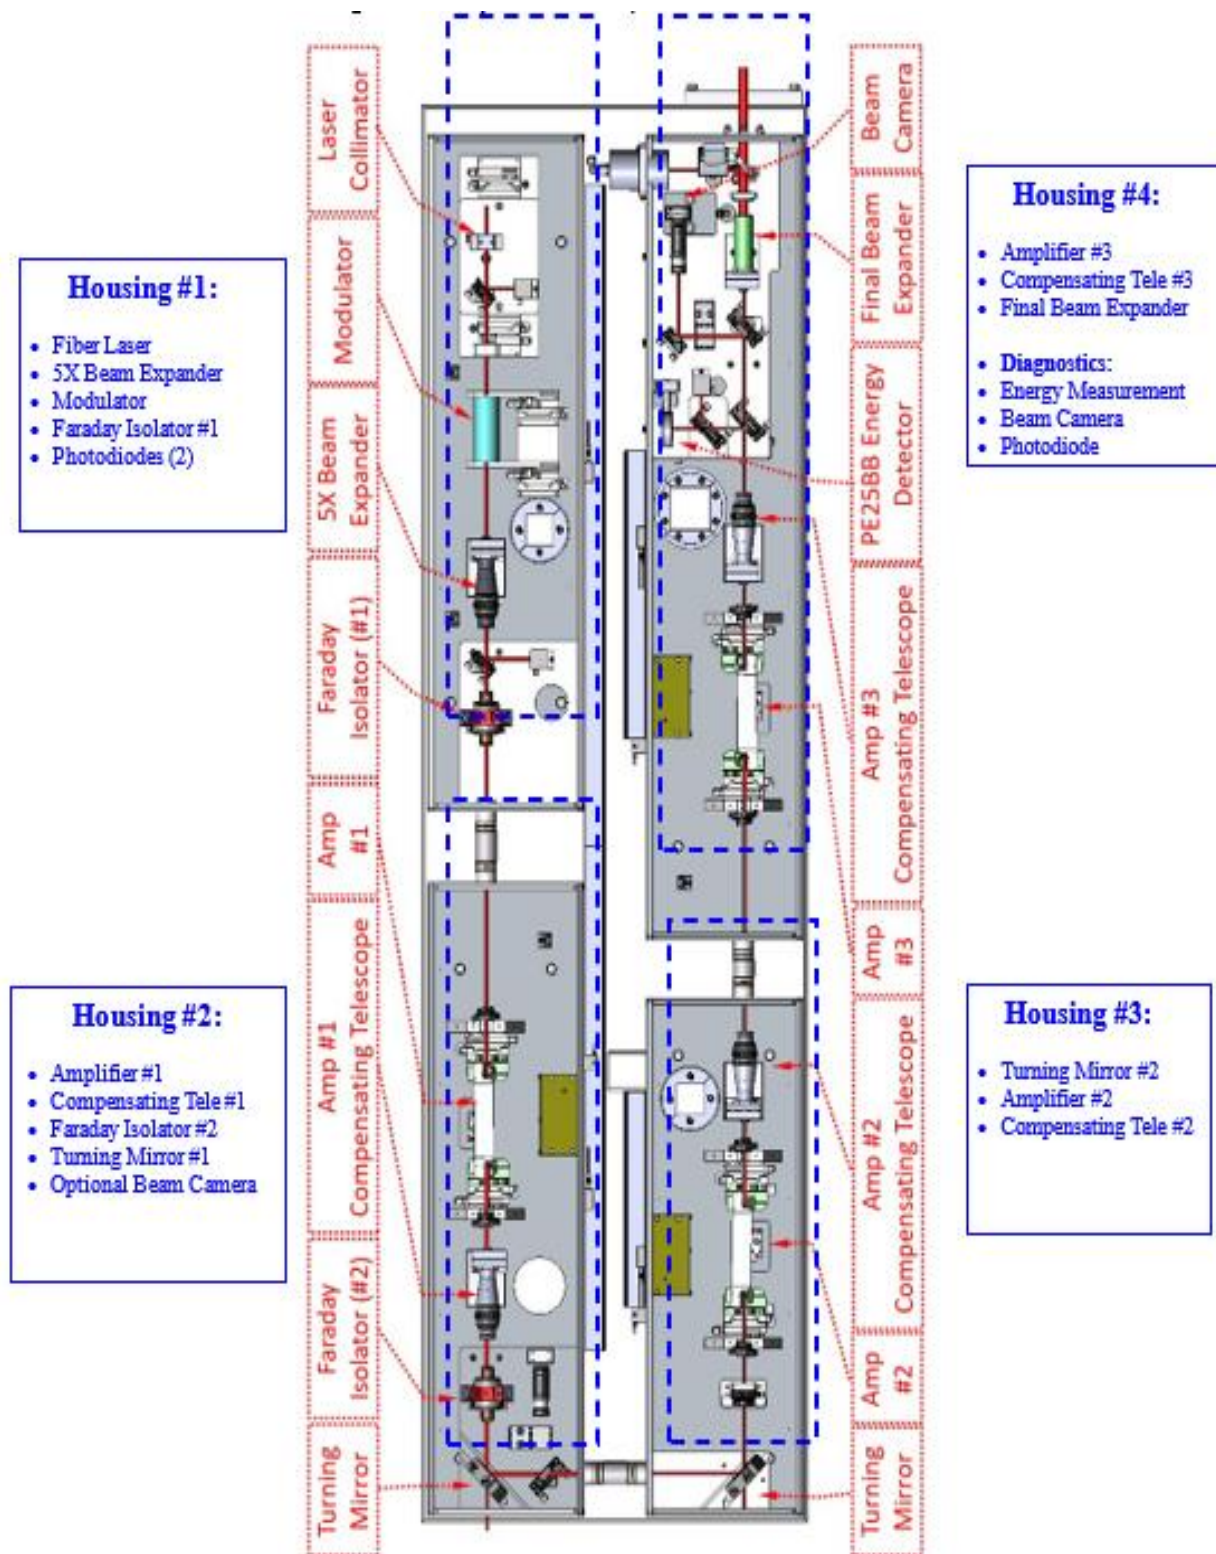 Laser
Collimator
Modulator
5X Beam
Expander
Faraday
Isolator (#1)
Amp
#1
Amp #1
Compensating Telescope
Faraday
Isolator (#2)
Turning
Mirror
Beam
Camera
Final Beam
Expander
PE25BB Energy
Detector
Amp #3
Compensating Telescope
Amp
#3
Amp #2
Compensating Telescope
Amp
#2
Turning
Mirror
Housing #1:
• Fiber Laser
• 5X Beam Expander
• Modulator
• Faraday Isolator #1
• Photodiodes (2)
Housing #2:
• Amplifier #1
• Compensating Tele #1
• Faraday Isolator #2
• Turning Mirror #1
• Optional Beam Camera
Housing #4:
• Amplifier #3
• Compensating Tele #3
• Final Beam Expander
• Diagnostics:
• Energy Measurement
• Beam Camera
• Photodiode
Housing #3:
• Turning Mirror #2
• Amplifier #2
• Compensating Tele #2